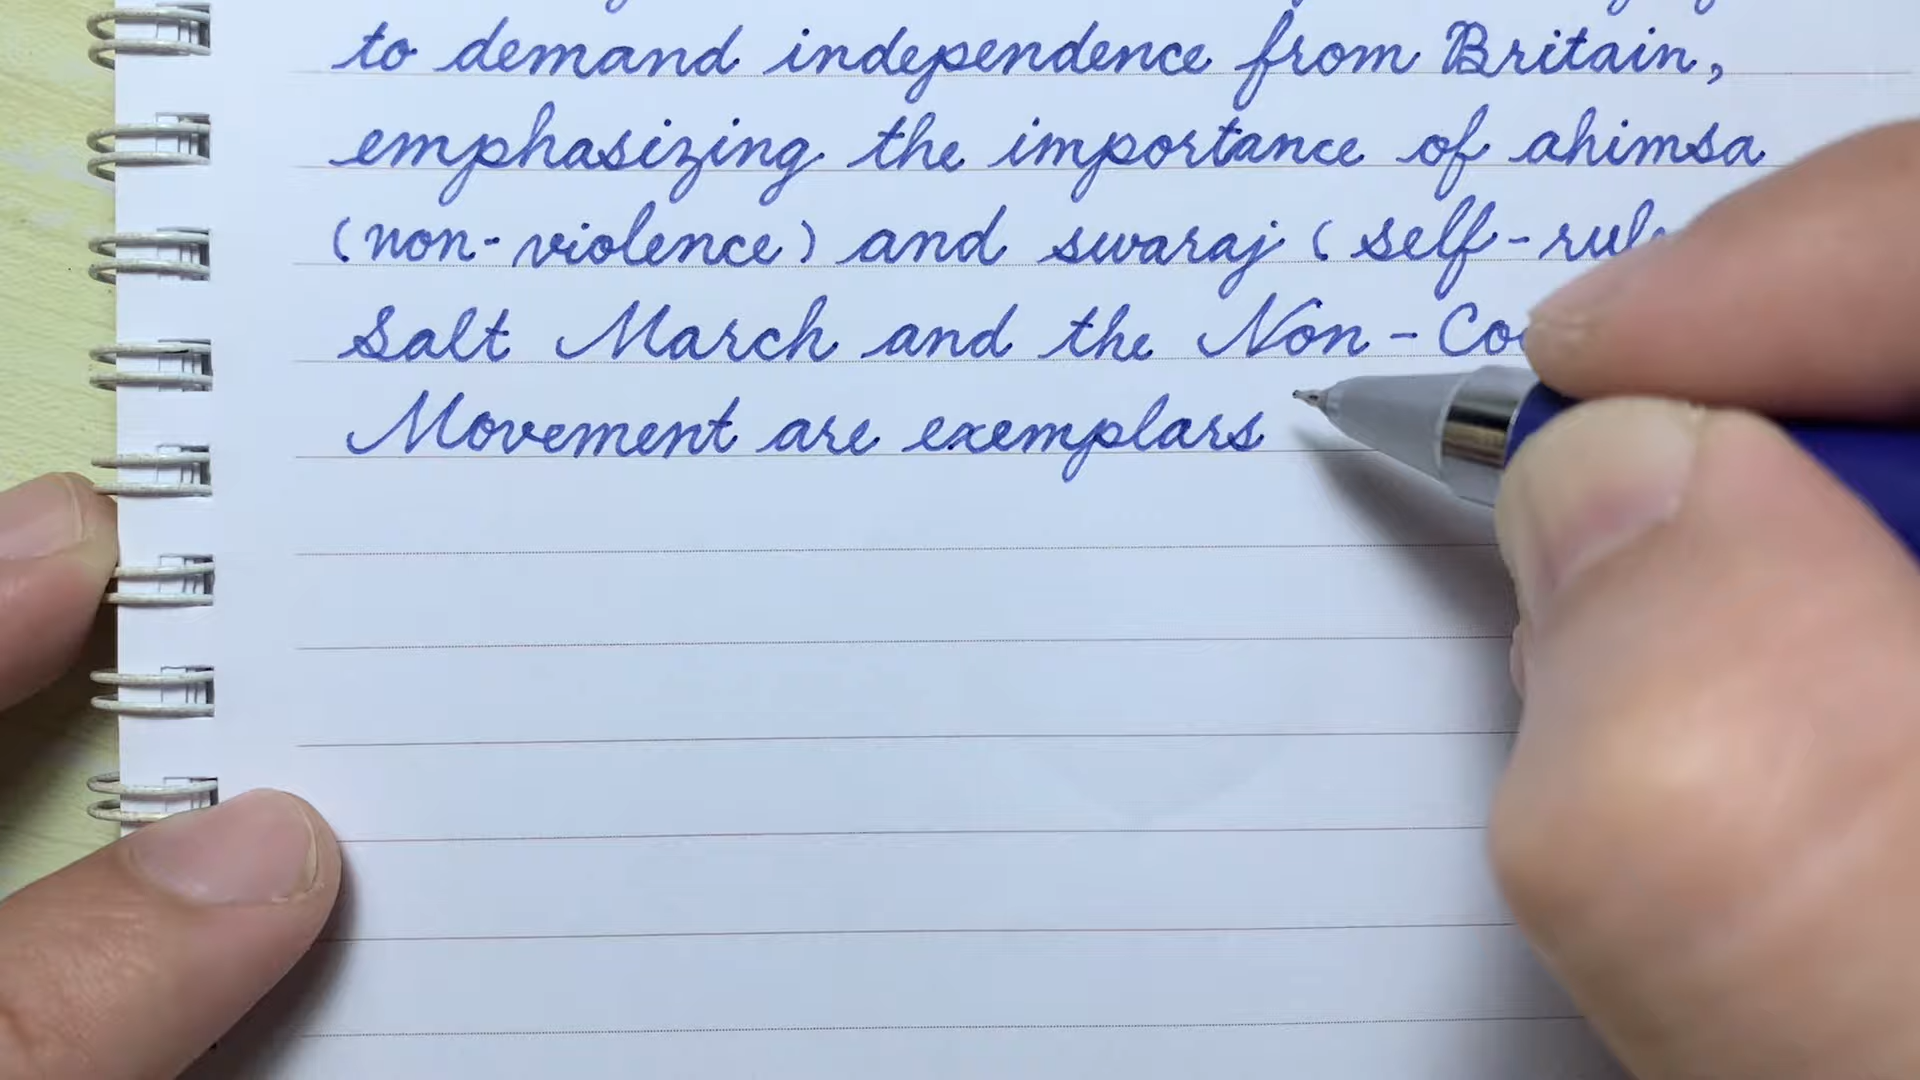 to demand independence from Britain,
emphasizing the importance of ahimsa
(non-violence) and swaraj (self-
Salt March and the Non-
Movement are exemplars